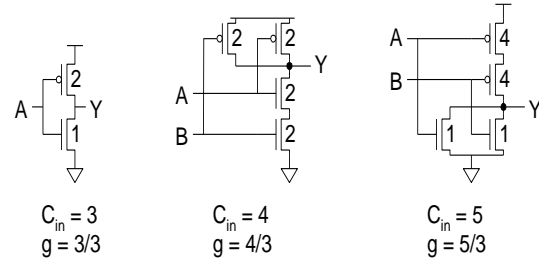 2
A
Y
1
C_in = 3
g = 3/3
2
2
Y
A
2
B
2
C_in = 4
g = 4/3
A
4
B
4
Y
1
1
C_in = 5
g = 5/3